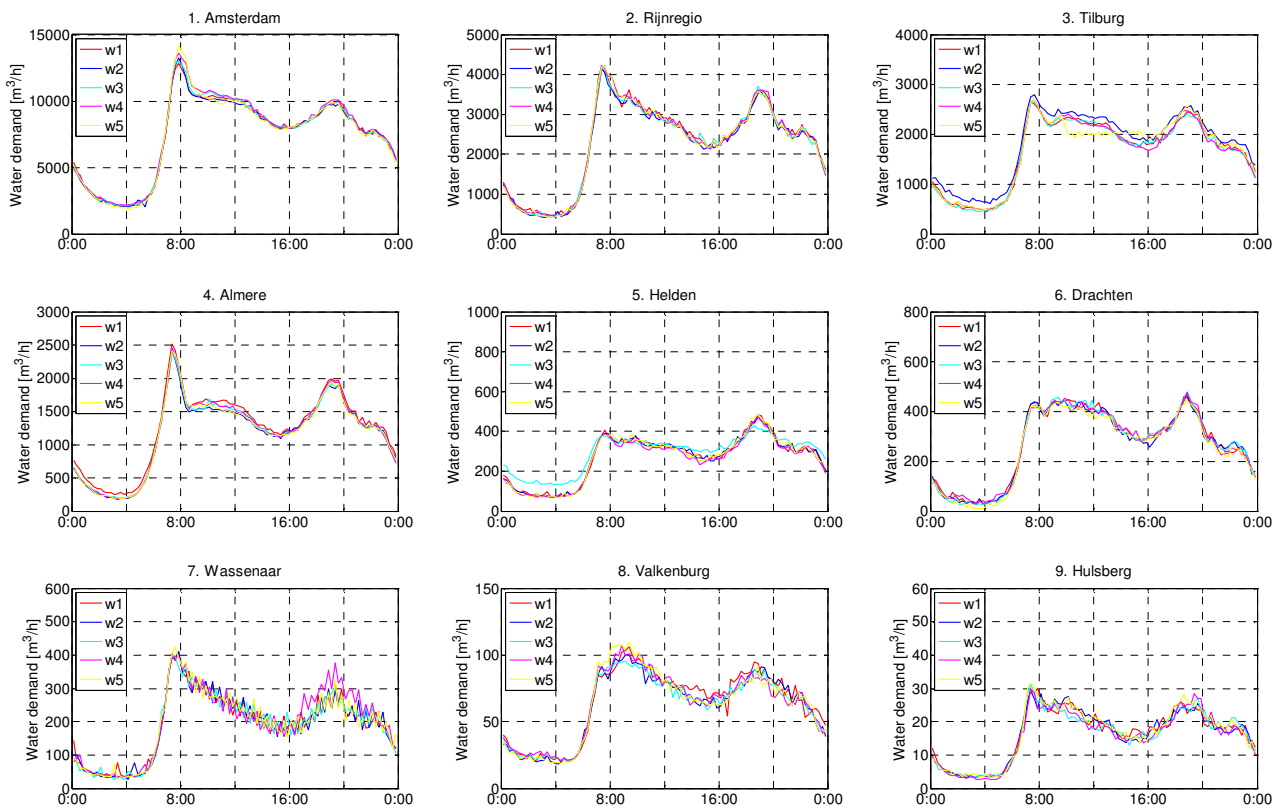 1. Amsterdam
Water demand [m³/h]
15000
10000
5000
0
w1
w2
w3
w4
w5
0:00 8:00 16:00 0:00
2. Rijnregio
Water demand [m³/h]
5000
4000
3000
2000
1000
0
w1
w2
w3
w4
w5
0:00 8:00 16:00 0:00
3. Tilburg
Water demand [m³/h]
4000
3000
2000
1000
0
w1
w2
w3
w4
w5
0:00 8:00 16:00 0:00
4. Almere
Water demand [m³/h]
3000
2500
2000
1500
1000
500
0
w1
w2
w3
w4
w5
0:00 8:00 16:00 0:00
5. Helden
Water demand [m³/h]
1000
800
600
400
200
0
w1
w2
w3
w4
w5
0:00 8:00 16:00 0:00
6. Drachten
Water demand [m³/h]
800
600
400
200
0
w1
w2
w3
w4
w5
0:00 8:00 16:00 0:00
7. Wassenaar
Water demand [m³/h]
600
500
400
300
200
100
0
w1
w2
w3
w4
w5
0:00 8:00 16:00 0:00
8. Valkenburg
Water demand [m³/h]
150
100
50
0
w1
w2
w3
w4
w5
0:00 8:00 16:00 0:00
9. Hulsberg
Water demand [m³/h]
60
50
40
30
20
10
0
w1
w2
w3
w4
w5
0:00 8:00 16:00 0:00